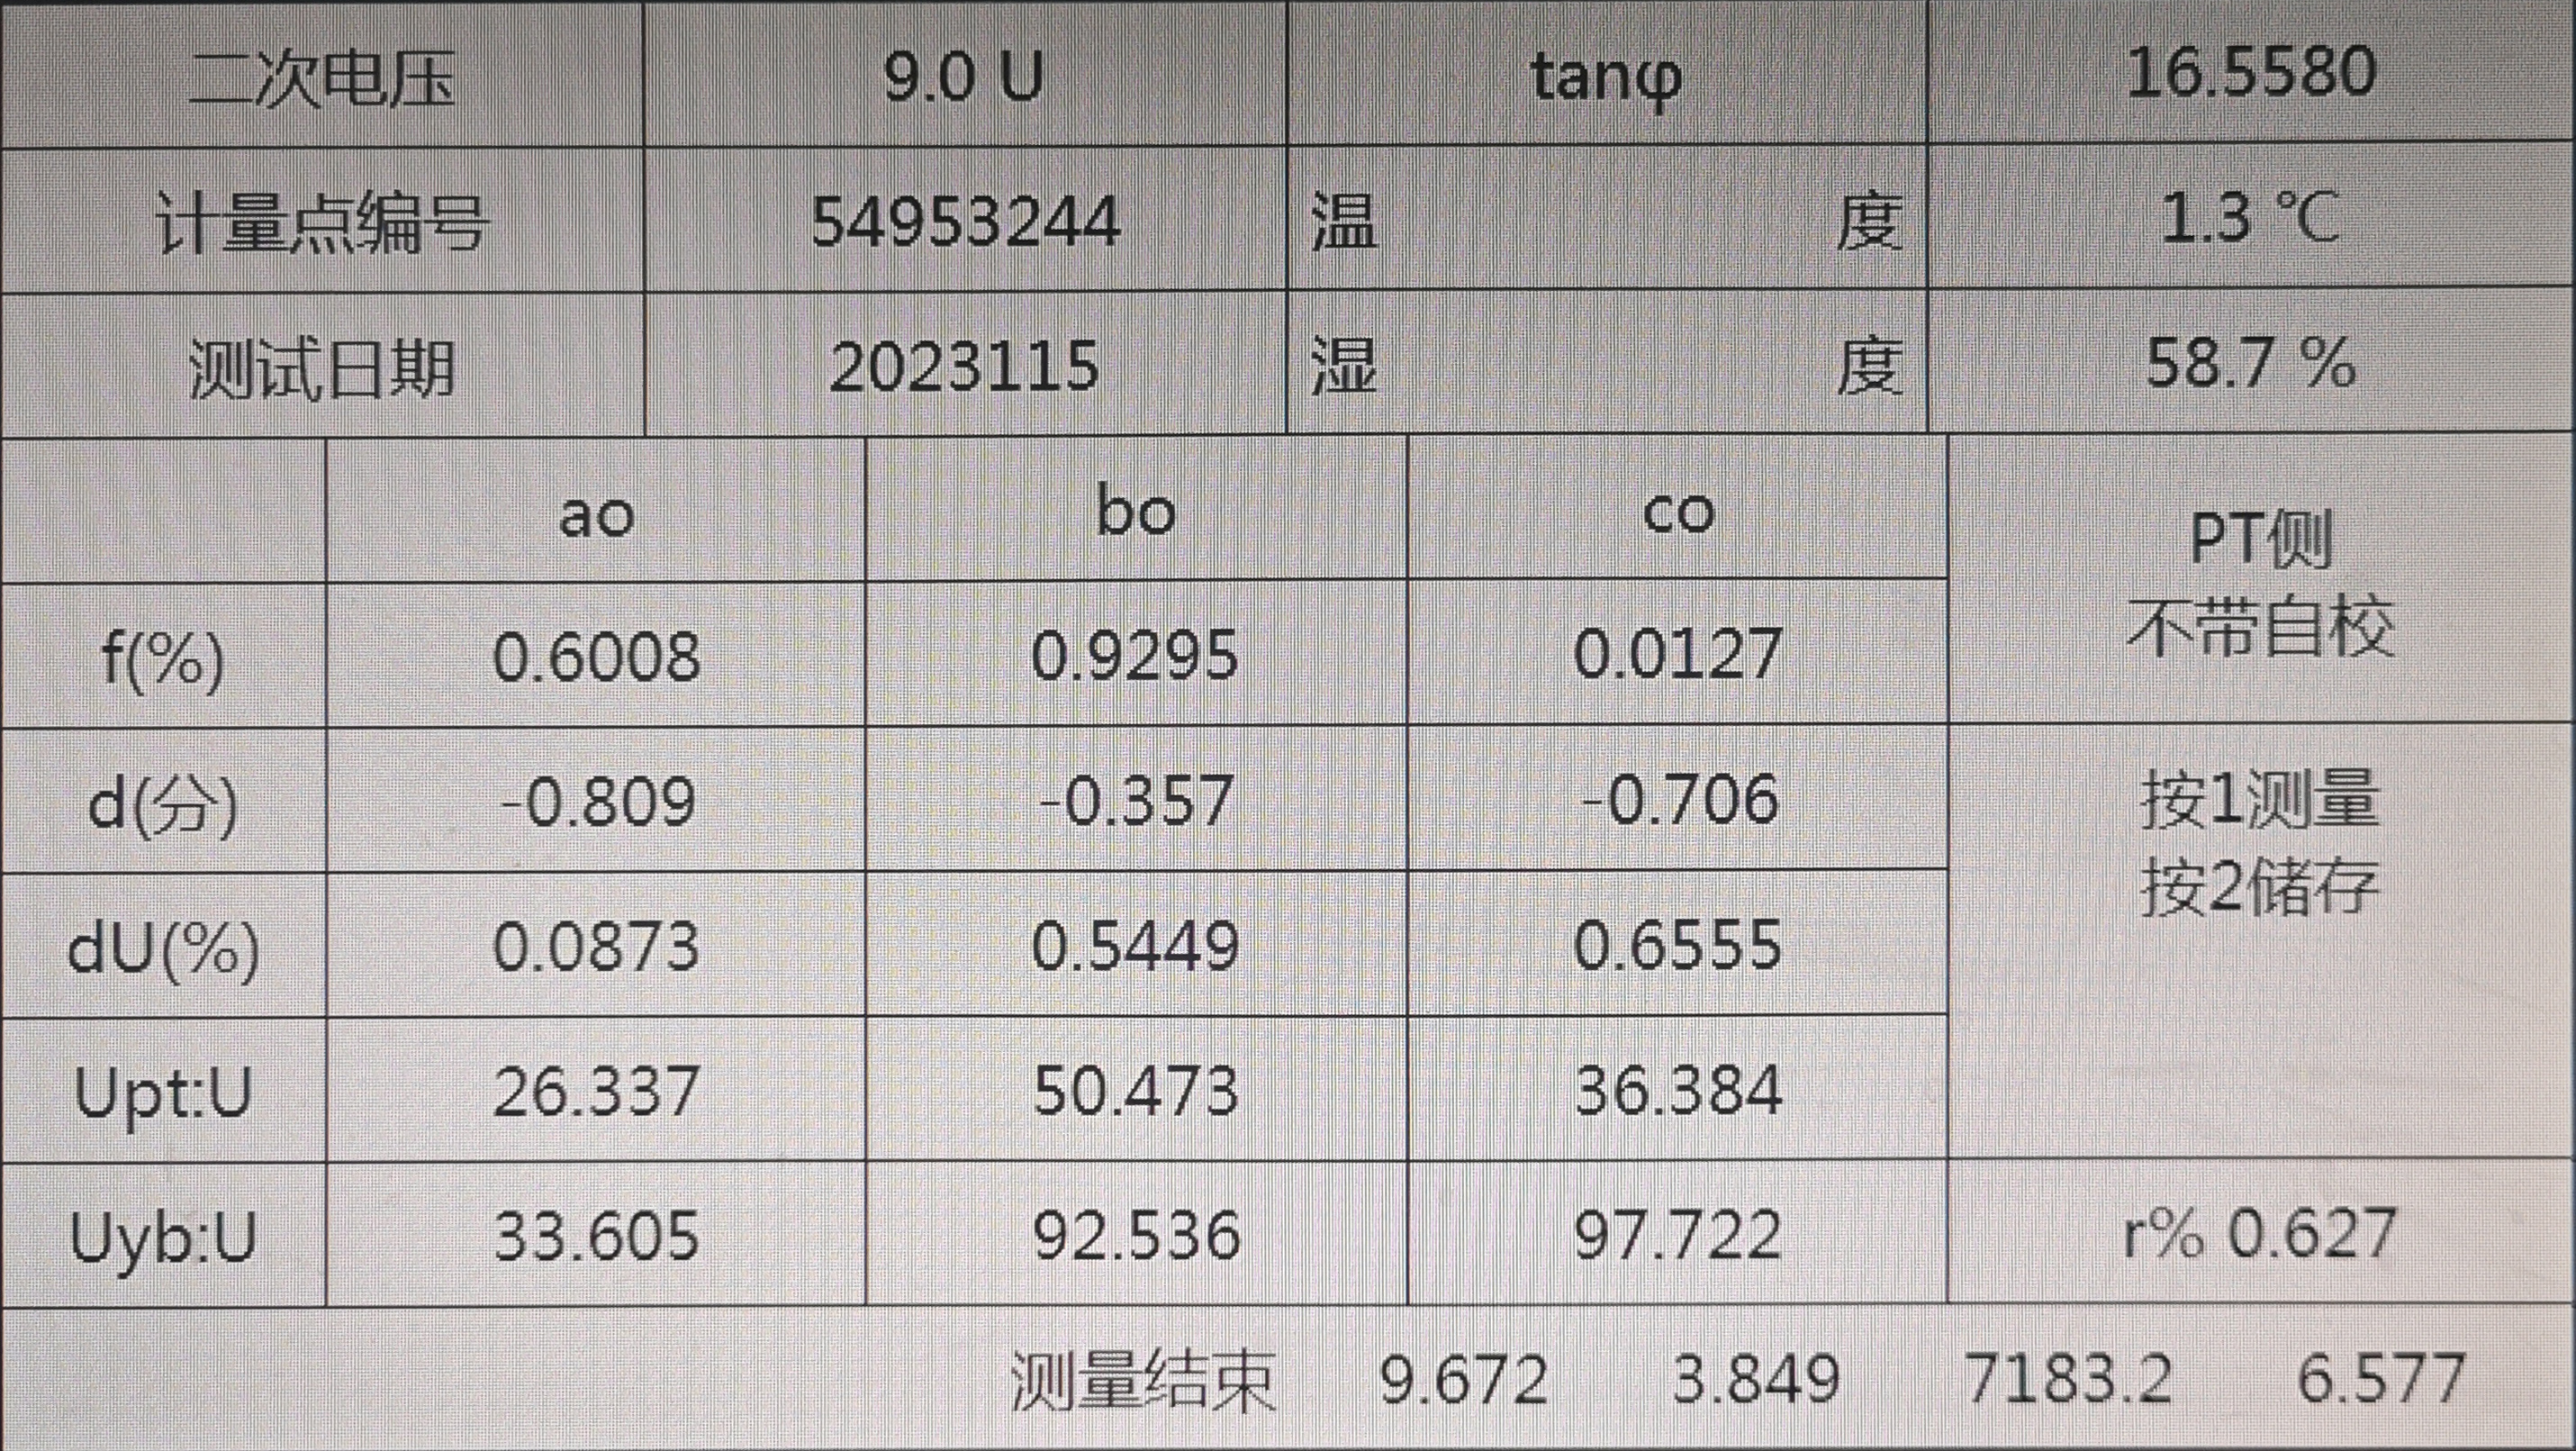 二次电压 9.0 U tanφ 16.5580
计量点编号 54953244 温 度 1.3 ℃
测试日期 2023115 湿 度 58.7 %
ao bo co PT侧
不带自校
f(%) 0.6008 0.9295 0.0127
d(分) -0.809 -0.357 -0.706 按1测量
按2储存
dU(%) 0.0873 0.5449 0.6555
Upt:U 26.337 50.473 36.384
Uyb:U 33.605 92.536 97.722 r% 0.627
测量结束 9.672 3.849 7183.2 6.577